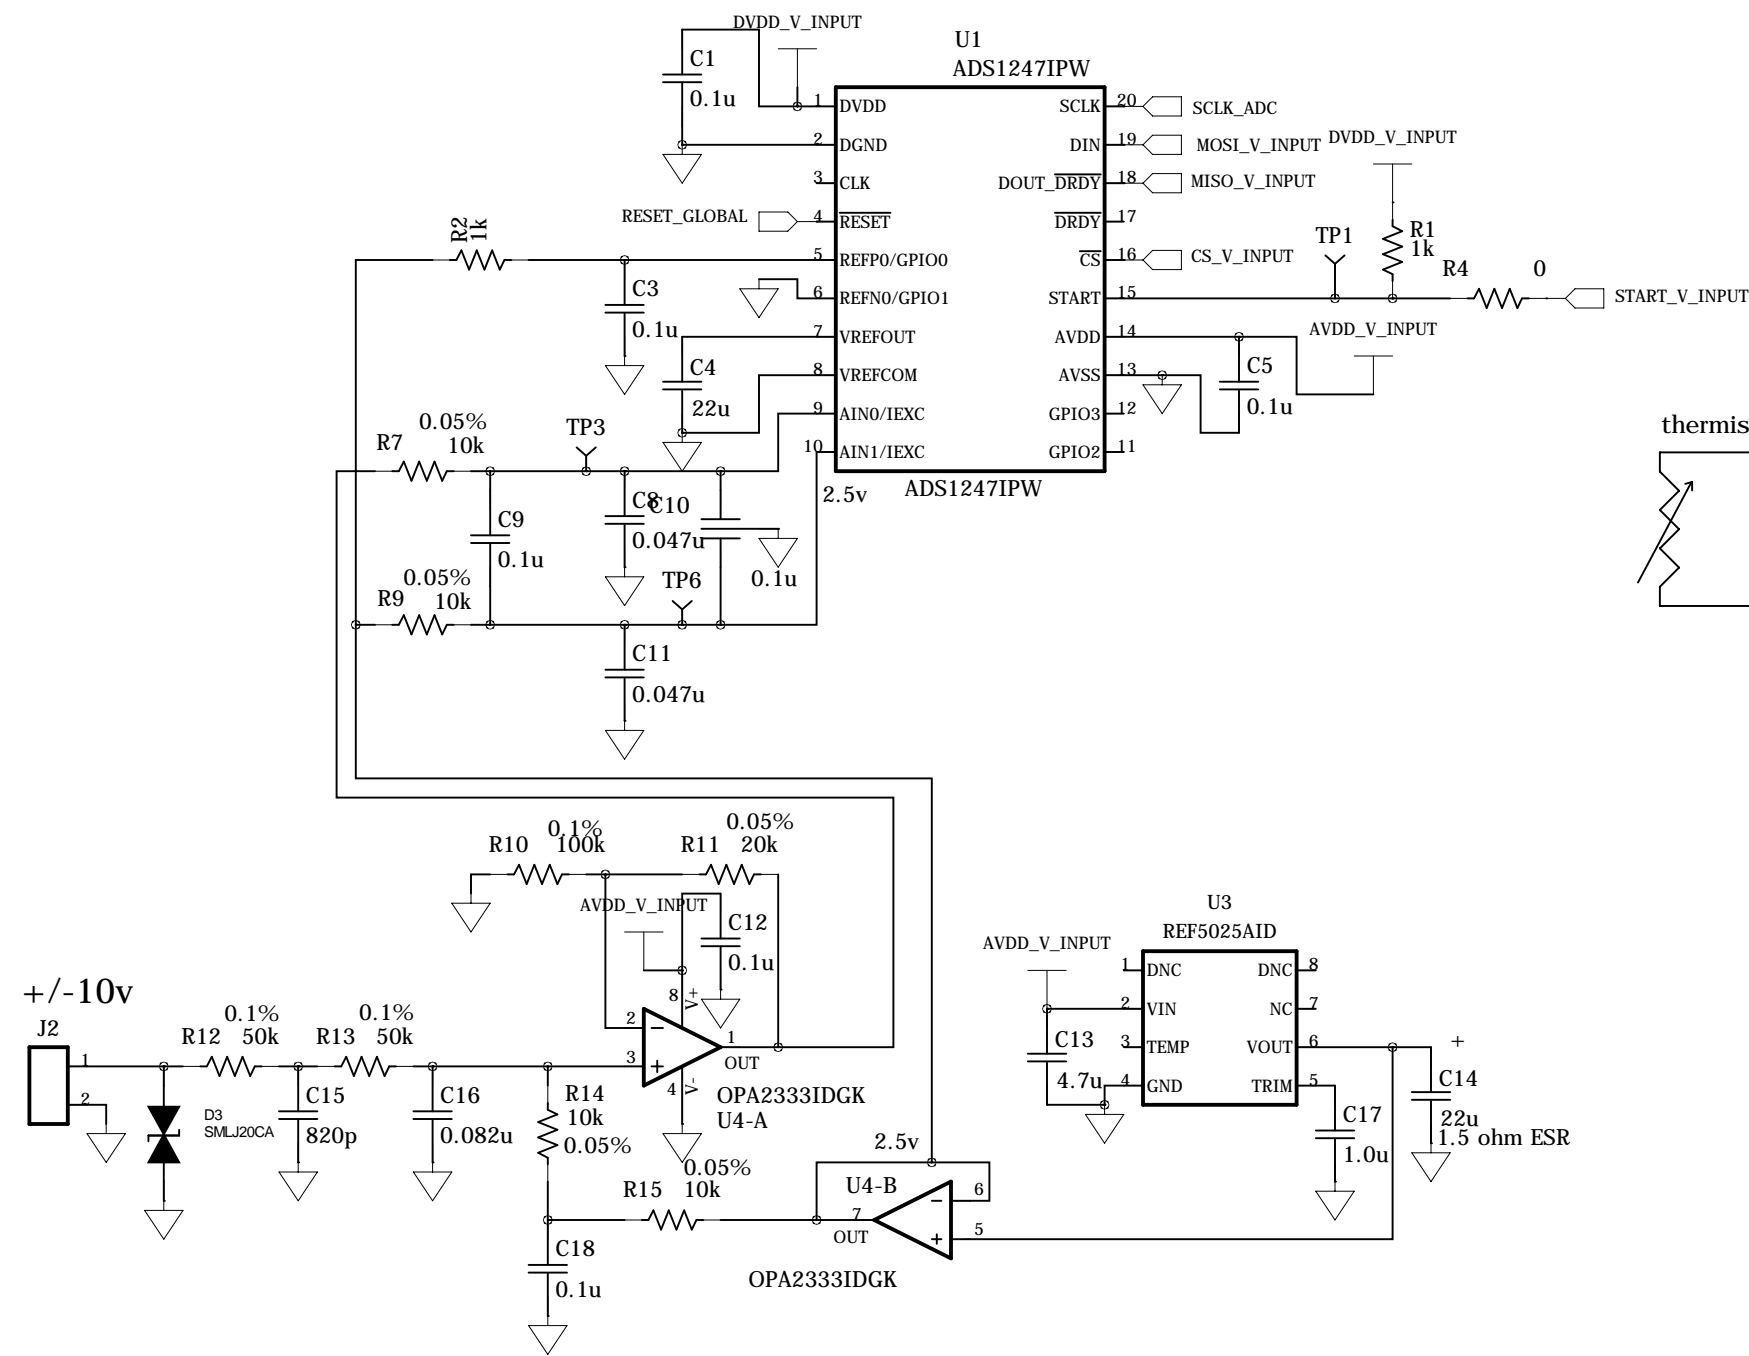 DVDD_V_INPUT
C1
0.1u
U1
ADS1247IPW
1 DVDD
2 DGND
3 CLK
4 RESET
5 REFP0/GPIO0
6 REFN0/GPIO1
7 VREFOUT
8 VREFCOM
9 AIN0/IEXC
10 AIN1/IEXC
SCLK 20
DIN 19
DOUT_DRDY 18
DRDY 17
CS 16
START 15
AVDD 14
AVSS 13
GPIO3 12
GPIO2 11
ADS1247IPW
SCLK_ADC
MOSI_V_INPUT
MISO_V_INPUT
CS_V_INPUT
DVDD_V_INPUT
R1
1k
TP1
R4 0
START_V_INPUT
AVDD_V_INPUT
C5
0.1u
RESET_GLOBAL
R2
1k
C3
0.1u
C4
22u
thermis
0.05%
R7 10k
TP3
2.5v
C9
0.1u
C8
0.047u
C10
0.1u
0.05%
R9 10k
TP6
C11
0.047u
0.1%
R10 100k
0.05%
R11 20k
AVDD_V_INPUT
C12
0.1u
8 V+
2
3
1
OUT
4 V-
OPA2333IDGK
U4-A
+/-10v
J2
1
2
D3
SMLJ20CA
0.1%
R12 50k
0.1%
R13 50k
C15
820p
C16
0.082u
R14
10k
0.05%
0.05%
R15 10k
C18
0.1u
2.5v
U4-B
6
7
OUT
5
OPA2333IDGK
U3
REF5025AID
AVDD_V_INPUT
1 DNC
2 VIN
3 TEMP
4 GND
DNC 8
NC 7
VOUT 6
TRIM 5
C13
4.7u
+
C14
22u
1.5 ohm ESR
C17
1.0u